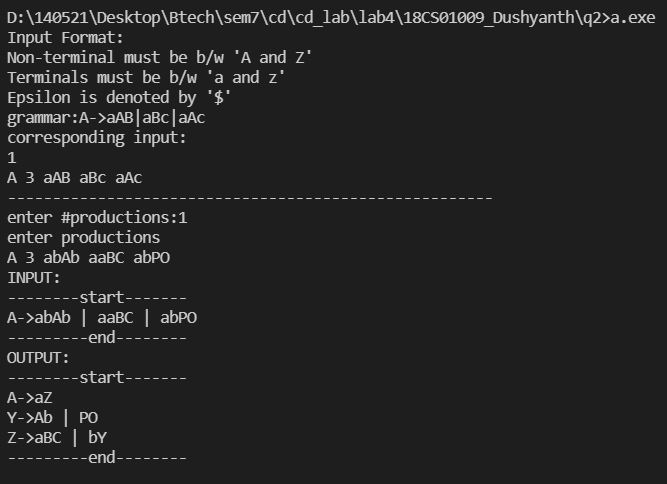 D:\140521\Desktop\Btech\sem7\cd\cd_lab\lab4\18CS01009_Dushyanth\q2>a.exe
Input Format:
Non-terminal must be b/w 'A and Z'
Terminals must be b/w 'a and z'
Epsilon is denoted by '$'
grammar:A->aAB|aBc|aAc
corresponding input:
1
A 3 aAB aBc aAc
------------------------------------------------------
enter #productions:1
enter productions
A 3 abAb aaBC abPO
INPUT:
--------start-------
A->abAb | aaBC | abPO
---------end--------
OUTPUT:
--------start-------
A->aZ
Y->Ab | PO
Z->aBC | bY
---------end--------